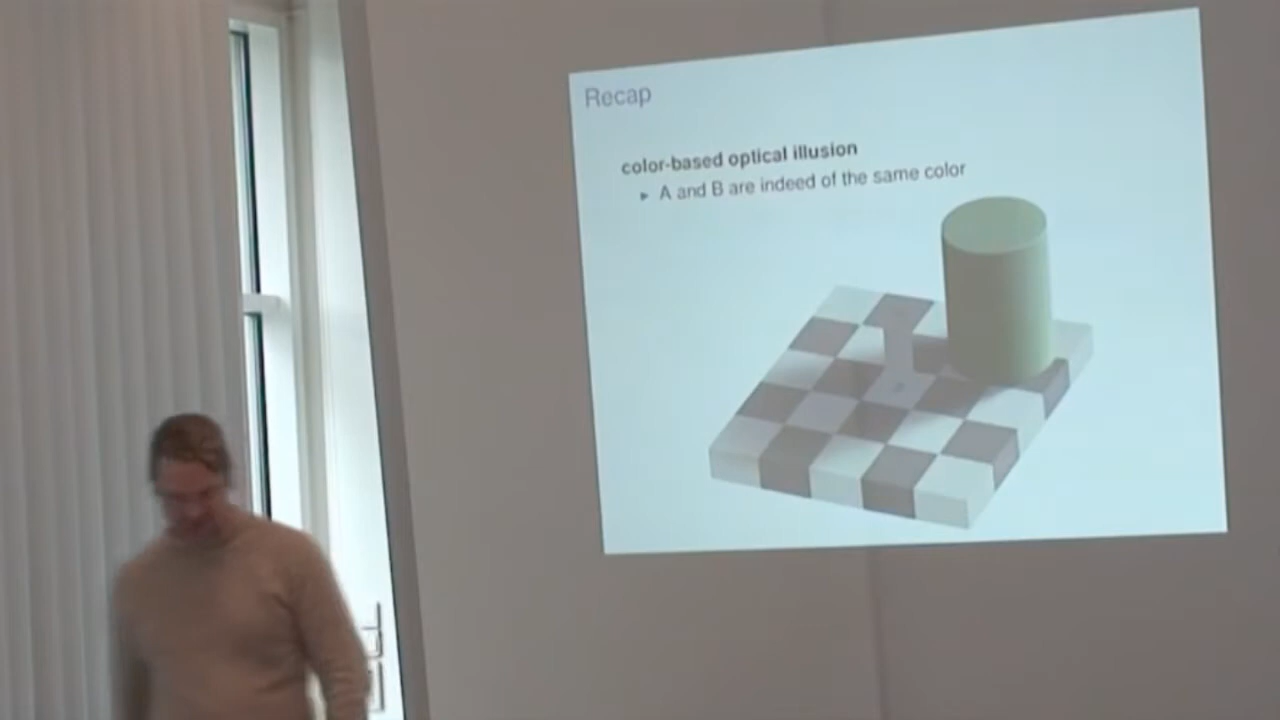 Recap
color-based optical illusion
▸ A and B are indeed of the same color